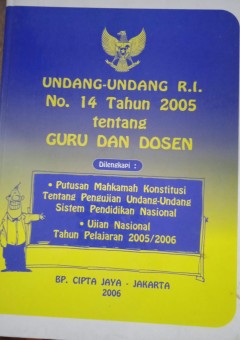 UNDANG-UNDANG R.I.
No. 14 Tahun 2005
tentang
GURU DAN DOSEN
Dilengkapi :
• Putusan Mahkamah Konstitusi
Tentang Pengujian Undang-Undang
Sistem Pendidikan Nasional
• Ujian Nasional
Tahun Pelajaran 2005/2006
BP. CIPTA JAYA - JAKARTA
2006